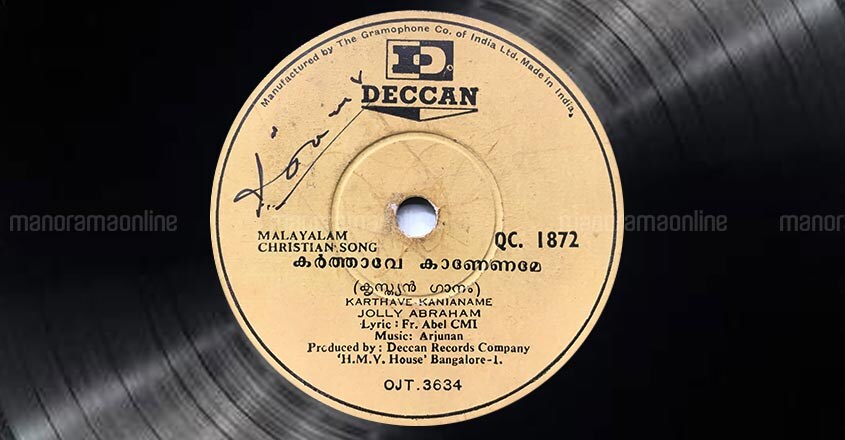 Manufactured by The Gramophone Co. of India Ltd. Made in India.
D
DECCAN
manoramaonline
manoramaonline
manoramaonline
MALAYALAM
CHRISTIAN SONG
QC. 1872
കർത്താവേ കാണേണമേ
(കൃസ്ത്യൻ ഗാനം)
KARTHAVE KANIANAME
JOLLY ABRAHAM
Lyric : Fr. Abel CMI
Music: Arjunan
Produced by : Deccan Records Company
'H.M.V. House' Bangalore-1.
OJT.3634